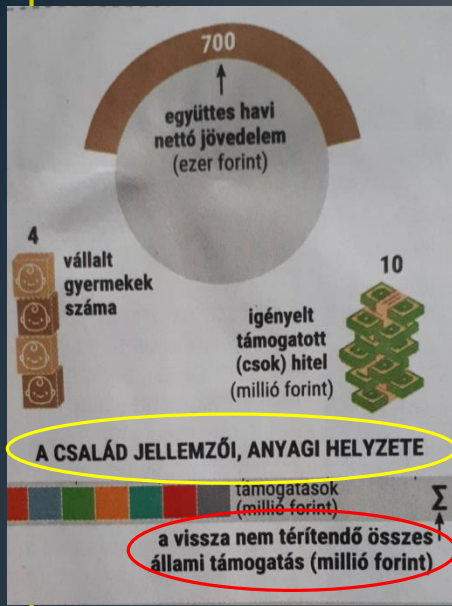 700
együttes havi
nettó jövedelem
(ezer forint)
4
vállalt
gyermekek
száma
10
igényelt
támogatott
(csok) hitel
(millió forint)
A CSALÁD JELLEMZŐI, ANYAGI HELYZETE
támogatások
(millió forint)
Σ
a vissza nem térítendő összes
állami támogatás (millió forint)